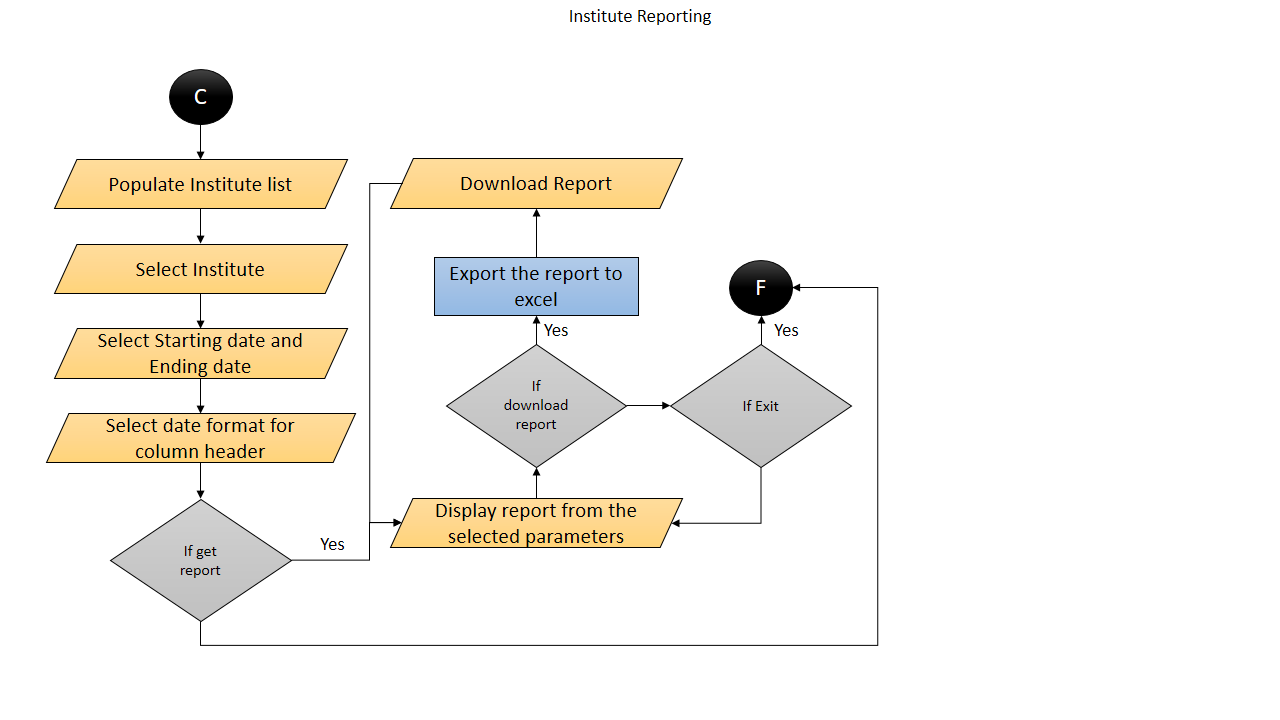 Institute Reporting
C
Populate Institute list
Select Institute
Select Starting date and
Ending date
Select date format for
column header
If get
report
Yes
Download Report
Export the report to
excel
Yes
If
download
report
Display report from the
selected parameters
F
Yes
If Exit